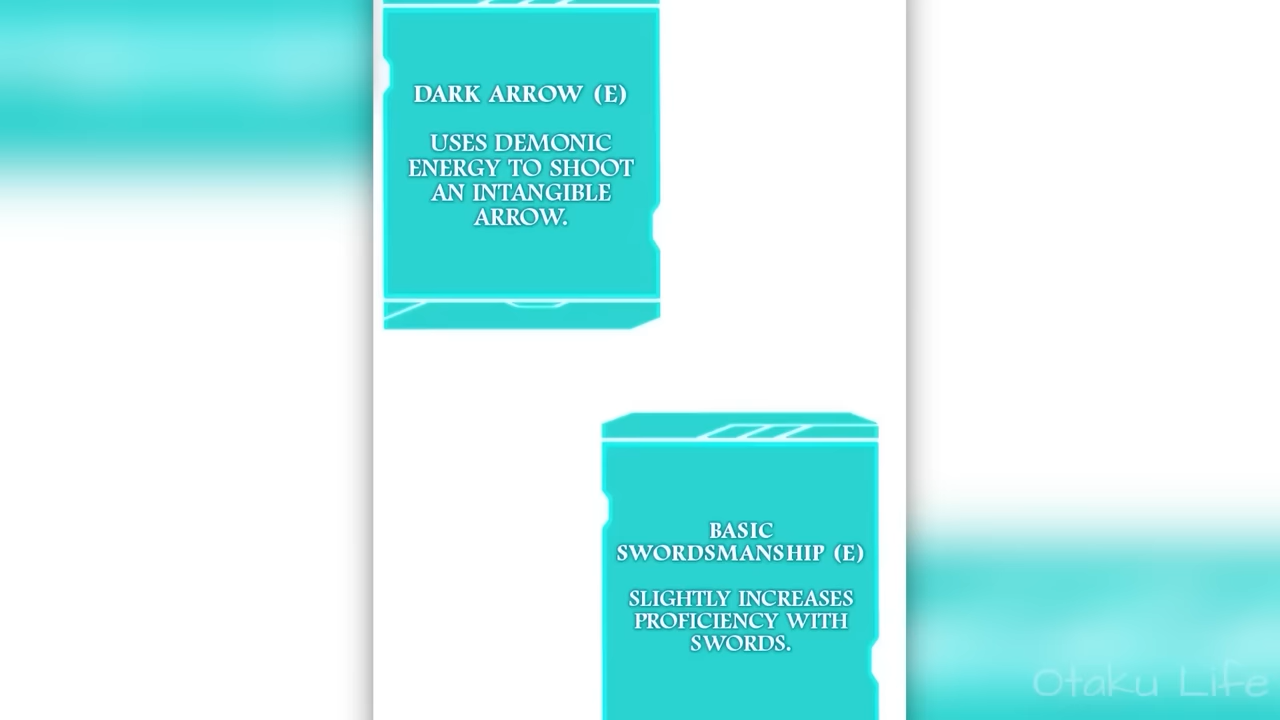 DARK ARROW (E)
USES DEMONIC
ENERGY TO SHOOT
AN INTANGIBLE
ARROW.
BASIC
SWORDSMANSHIP (E)
SLIGHTLY INCREASES
PROFICIENCY WITH
SWORDS.
Otaku Life